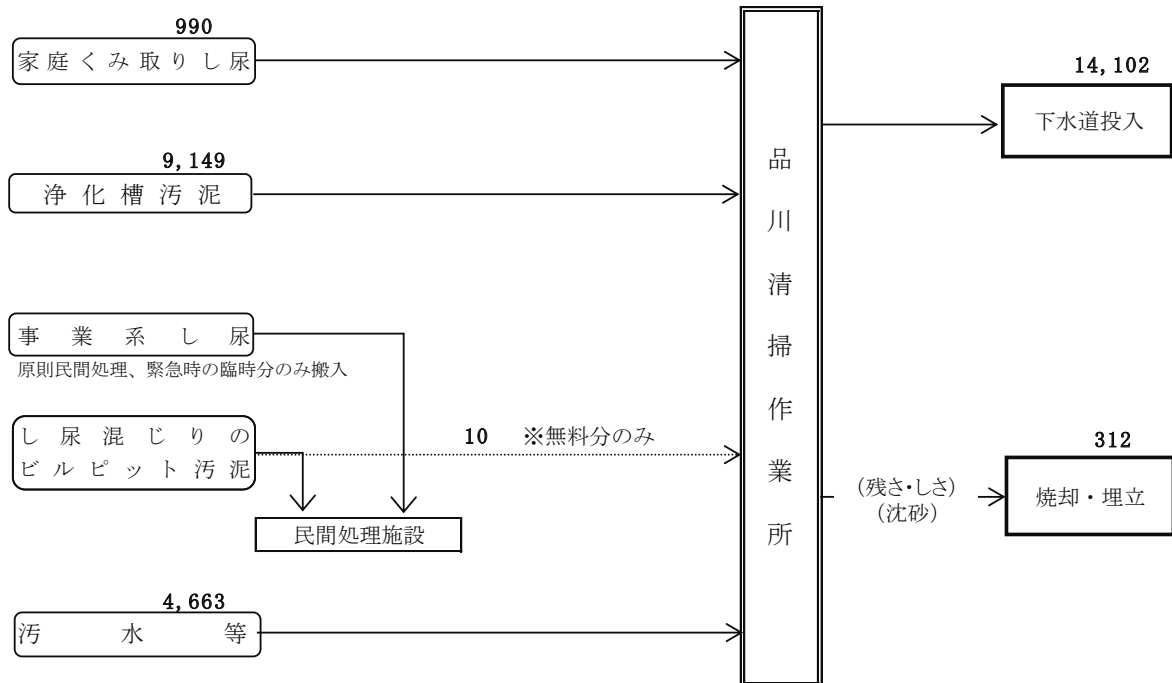 990
家庭くみ取りし尿
9,149
浄化槽汚泥
事業系し尿
原則民間処理、緊急時の臨時分のみ搬入
し尿混じりの
ビルピット汚泥
10 ※無料分のみ
民間処理施設
4,663
汚水等
品川清掃作業所
14,102
下水道投入
(残さ・しさ)
(沈砂)
312
焼却・埋立